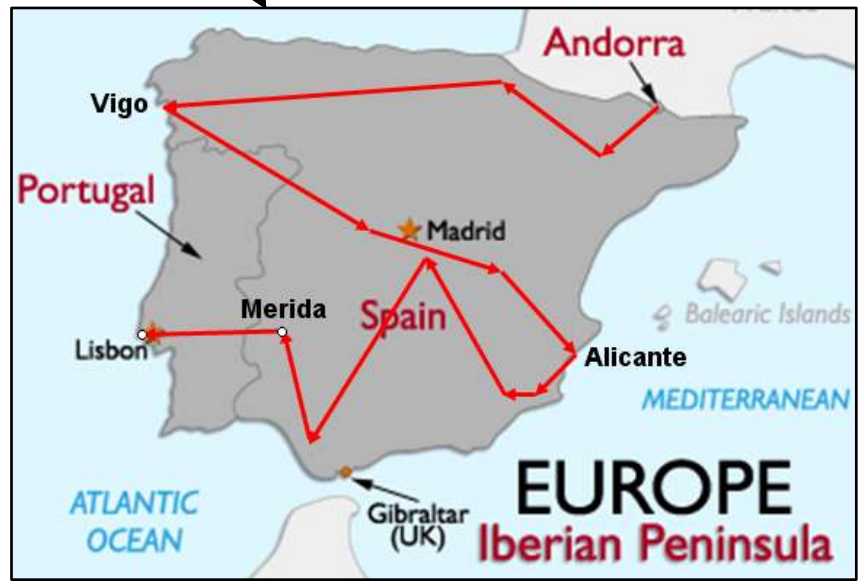 Andorra
Vigo
Portugal
Madrid
Merida
Spain
Balearic Islands
Lisbon
Alicante
MEDITERRANEAN
EUROPE
Iberian Peninsula
ATLANTIC
OCEAN
Gibraltar
(UK)